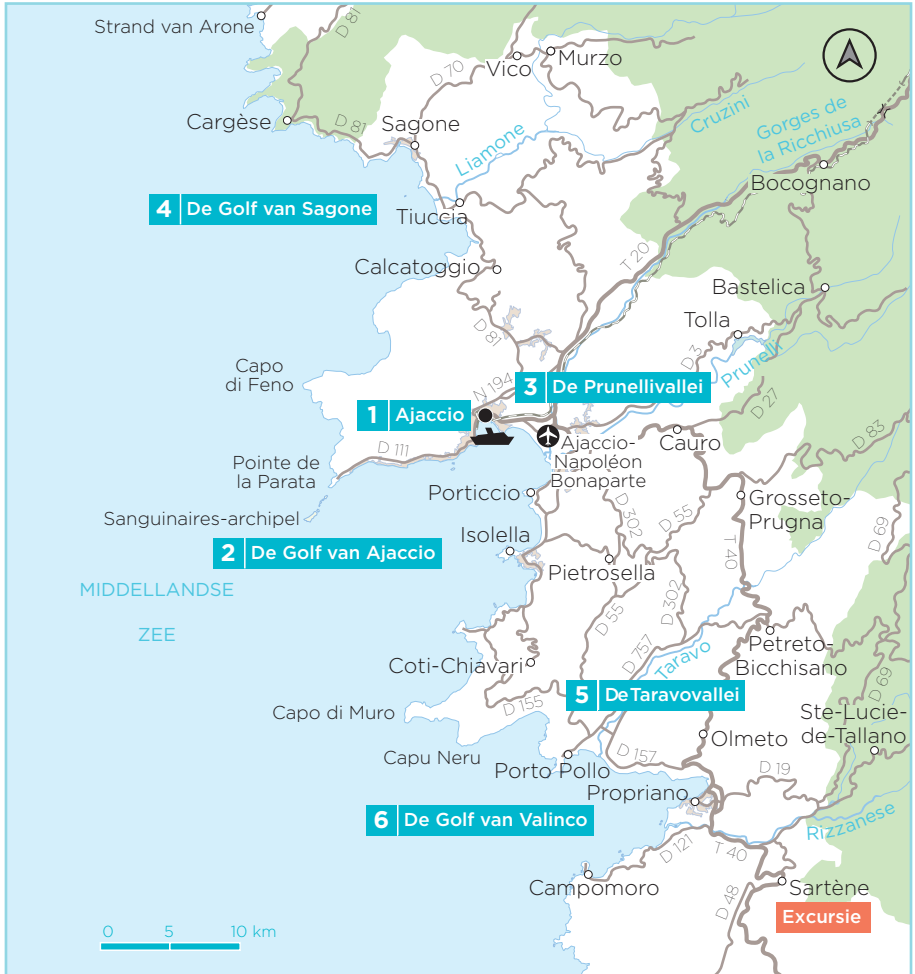 Strand van Arone
D 81
D 70
Vico
Murzo
Cargèse
D 81
Sagone
Liamone
Cruzini
Gorges de
la Ricchiusa
Bocognano
4 De Golf van Sagone
Tiuccia
T 20
Calcatoggio
Bastelica
Tolla
D 81
D 3
Prunelli
Capo
di Feno
N 194
3 De Prunellivallei
D 27
1 Ajaccio
D 111
Ajaccio-
Napoléon
Bonaparte
Cauro
D 83
Pointe de
la Parata
Porticcio
Grosseto-
Prugna
Sanguinaires-archipel
D 302
D 55
D 69
2 De Golf van Ajaccio
Isolella
T 40
Pietrosella
MIDDELLANDSE
ZEE
D 55
D 302
D 757
Taravo
Petreto-
Bicchisano
Coti-Chiavari
D 69
5 De Taravovallei
D 155
Capo di Muro
Ste-Lucie-
de-Tallano
Olmeto
Capu Neru
D 157
Porto Pollo
D 19
Propriano
6 De Golf van Valinco
Rizzanese
D 121
T 40
Campomoro
D 48
Sartène
Excursie
0 5 10 km